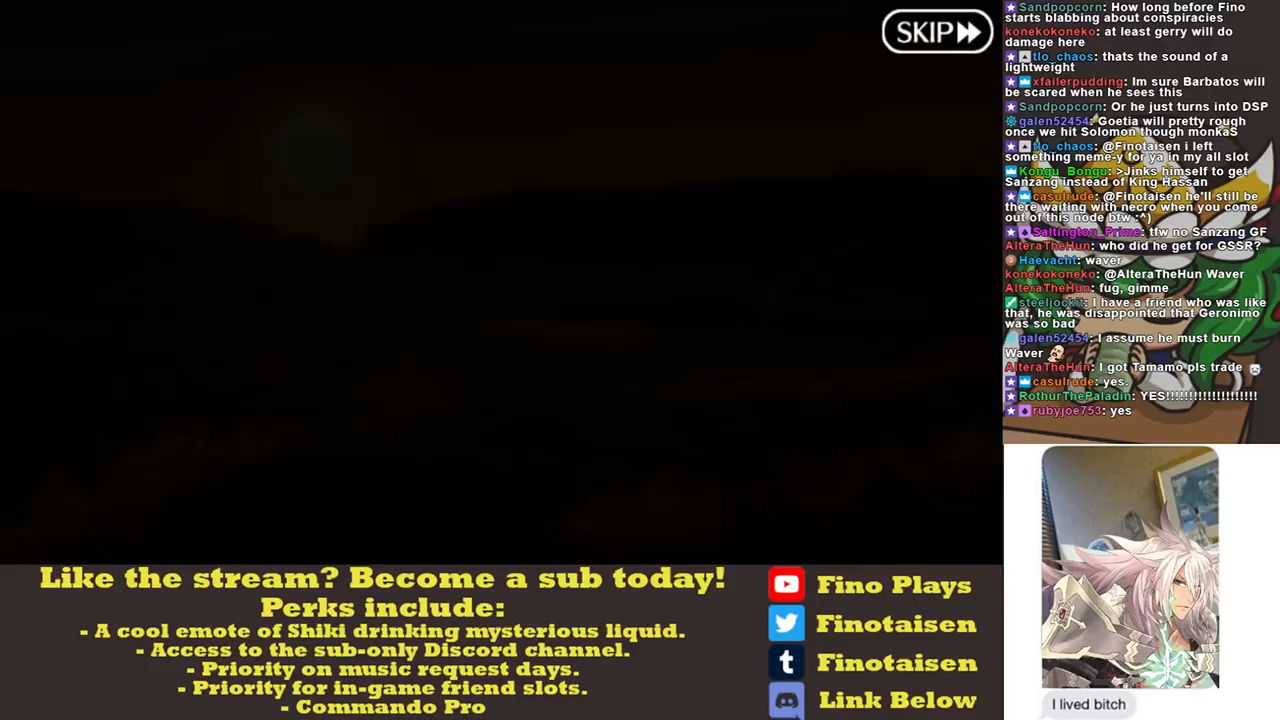 SKIP
Sandpopcorn: How long before Fino
starts blabbing about conspiracies
konekokoneko: at least gerry will do
damage here
tlo_chaos: thats the sound of a
lightweight
xfailerpudding: Im sure Barbatos will
be scared when he sees this
Sandpopcorn: Or he just turns into DSP
galen52454: Goetia will pretty rough
once we hit Solomon though monkaS
tlo_chaos: @Finotaisen i left
something meme-y for ya in my all slot
Kongu_Bongu: >Jinks himself to get
Sanzang instead of King Hassan
casulrude: @Finotaisen he'll still be
there waiting with necro when you come
out of this node btw :^)
Saltington_Prime: tfw no Sanzang GF
AlteraTheHun: who did he get for GSSR?
Haevacht: waver
konekokoneko: @AlteraTheHun Waver
AlteraTheHun: fug, gimme
steeljockit: I have a friend who was like
that, he was disappointed that Geronimo
was so bad
galen52454: I assume he must burn
Waver
AlteraTheHun: I got Tamamo pls trade
casulrude: yes.
RothurThePaladin: YES!!!!!!!!!!!!!!!!!!!!
rubyjoe753: yes
I lived bitch
Like the stream? Become a sub today!
Perks include:
- A cool emote of Shiki drinking mysterious liquid.
- Access to the sub-only Discord channel.
- Priority on music request days.
- Priority for in-game friend slots.
- Commando Pro
Fino Plays
Finotaisen
Finotaisen
Link Below